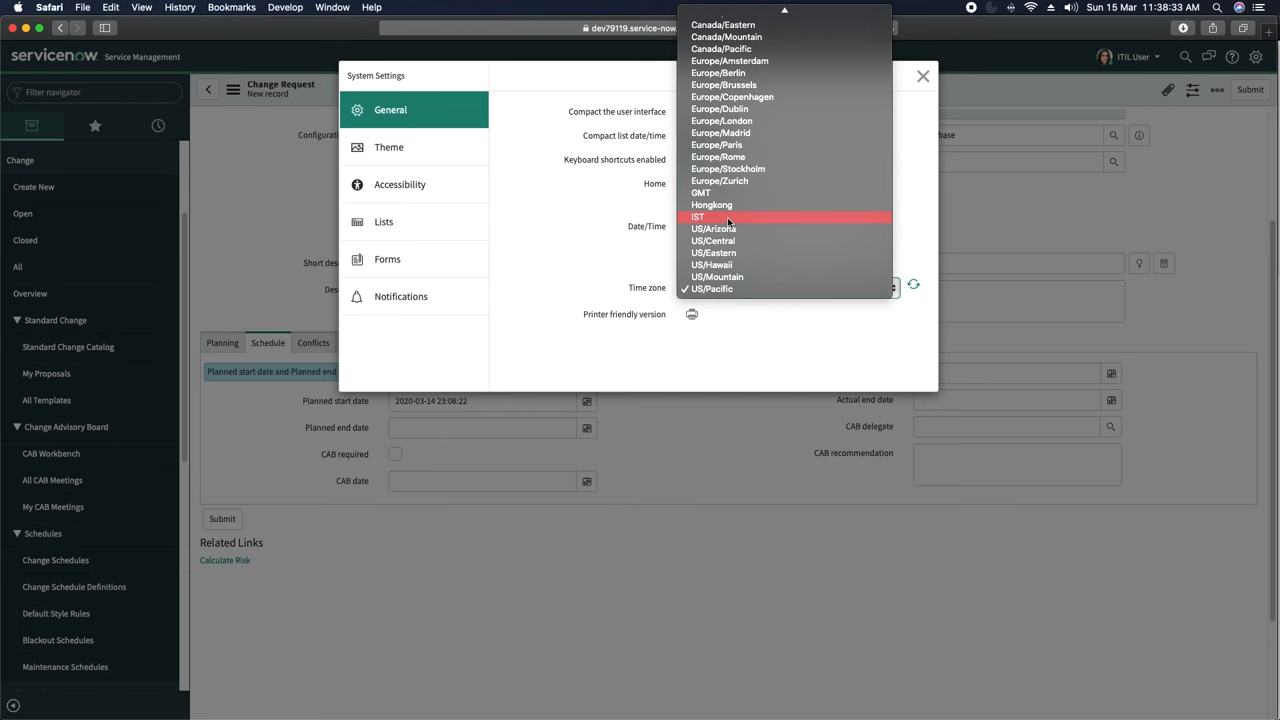 Safari File Edit View History Bookmarks Develop Window Help
Sun 15 Mar 11:38:33 AM
dev79119.service-now
servicenow Service Management
ITIL User
Filter navigator
Change Request
New record
Submit
Change
Create New
Open
Closed
All
Overview
Standard Change
Standard Change Catalog
My Proposals
All Templates
Change Advisory Board
CAB Workbench
All CAB Meetings
My CAB Meetings
Schedules
Change Schedules
Change Schedule Definitions
Default Style Rules
Blackout Schedules
Maintenance Schedules
System Settings
General
Theme
Accessibility
Lists
Forms
Notifications
Compact the user interface
Compact list date/time
Keyboard shortcuts enabled
Home
Date/Time
Time zone
Printer friendly version
Canada/Eastern
Canada/Mountain
Canada/Pacific
Europe/Amsterdam
Europe/Berlin
Europe/Brussels
Europe/Copenhagen
Europe/Dublin
Europe/London
Europe/Madrid
Europe/Paris
Europe/Rome
Europe/Stockholm
Europe/Zurich
GMT
Hongkong
IST
US/Arizona
US/Central
US/Eastern
US/Hawaii
US/Mountain
✓ US/Pacific
Configurati
base
Short des
Des
Planning Schedule Conflicts
Planned start date and Planned end
Planned start date 2020-03-14 23:08:22
Planned end date
CAB required
CAB date
Actual end date
CAB delegate
CAB recommendation
Submit
Related Links
Calculate Risk